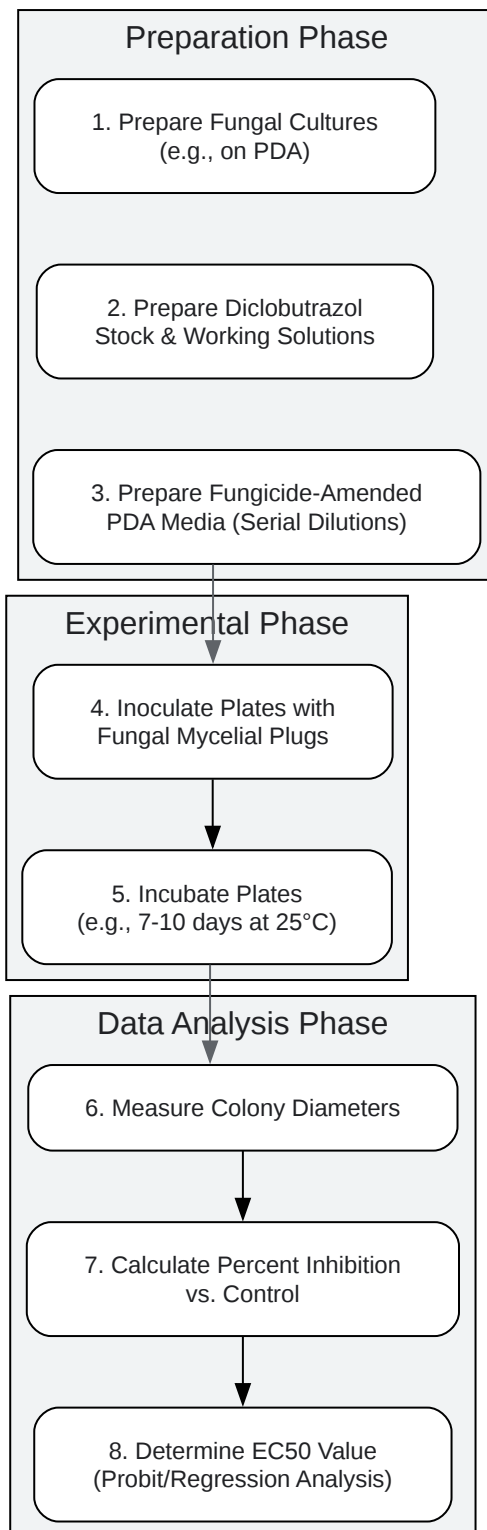 Preparation Phase
1. Prepare Fungal Cultures
(e.g., on PDA)
2. Prepare Diclobutrazol
Stock & Working Solutions
3. Prepare Fungicide-Amended
PDA Media (Serial Dilutions)
Experimental Phase
4. Inoculate Plates with
Fungal Mycelial Plugs
5. Incubate Plates
(e.g., 7-10 days at 25°C)
Data Analysis Phase
6. Measure Colony Diameters
7. Calculate Percent Inhibition
vs. Control
8. Determine EC50 Value
(Probit/Regression Analysis)